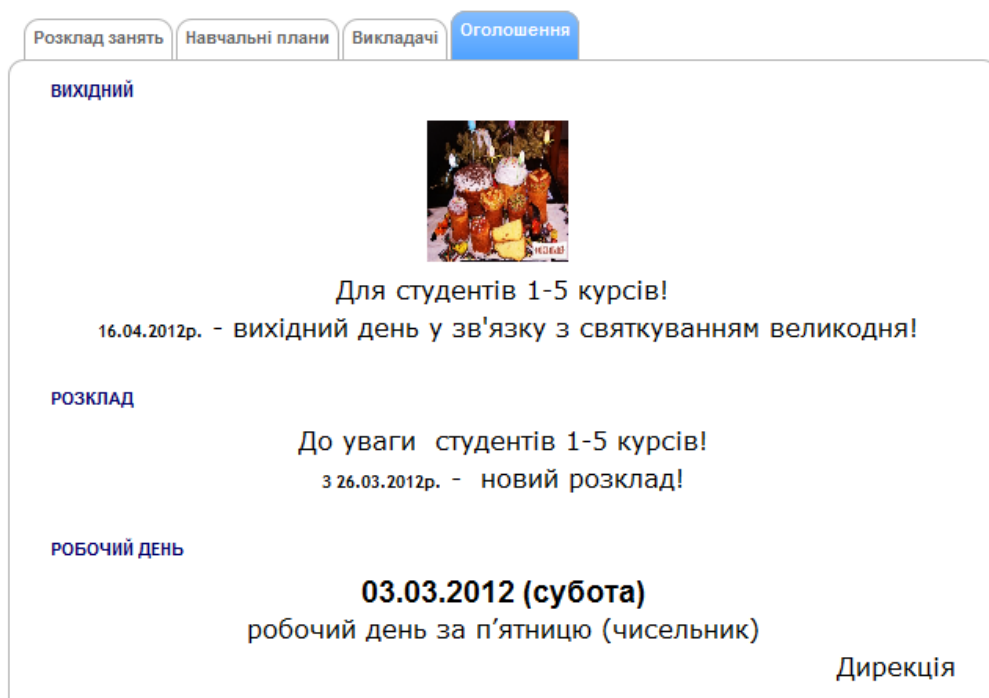 Розклад занять
Навчальні плани
Викладачі
Оголошення
ВИХІДНИЙ
Для студентів 1-5 курсів!
16.04.2012р. - вихідний день у зв'язку з святкуванням великодня!
РОЗКЛАД
До уваги студентів 1-5 курсів!
З 26.03.2012р. - новий розклад!
РОБОЧИЙ ДЕНЬ
03.03.2012 (субота)
робочий день за п’ятницю (чисельник)
Дирекція